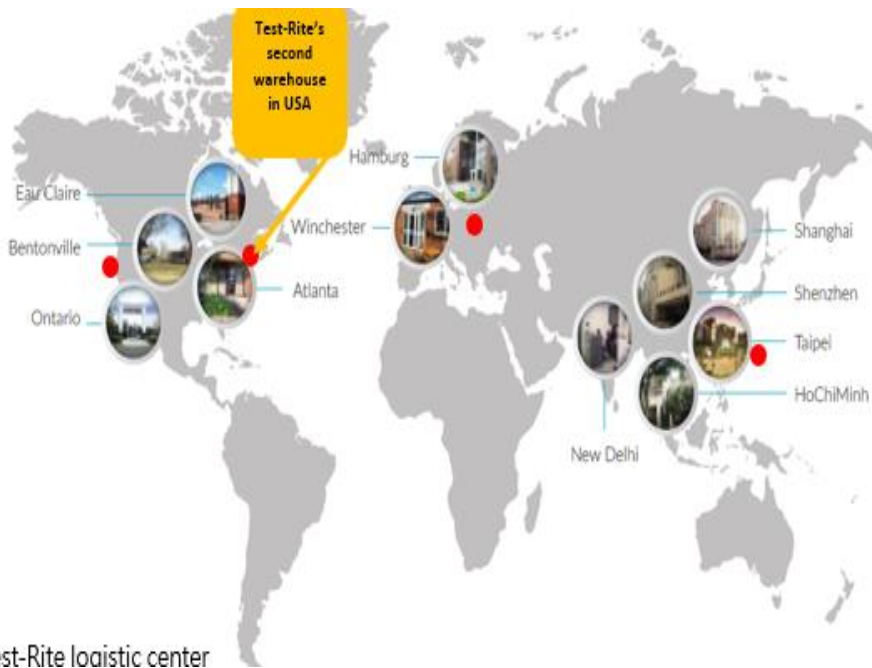 Test-Rite's
second
warehouse
in USA
Hamburg
Eau Claire
Winchester
Bentonville
Atlanta
Ontario
Shanghai
Shenzhen
Taipei
HoChiMinh
New Delhi
est-Rite logistic center